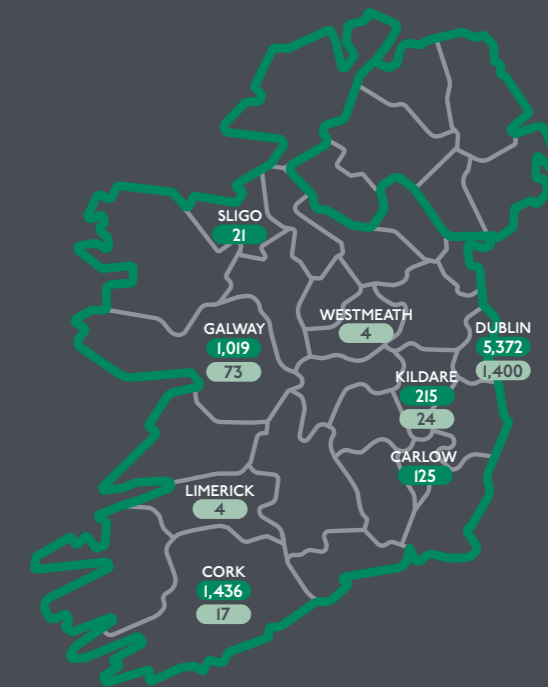 SLIGO
21
WESTMEATH
4
GALWAY
1,019
73
DUBLIN
5,372
1,400
KILDARE
215
24
CARLOW
125
LIMERICK
4
CORK
1,436
17